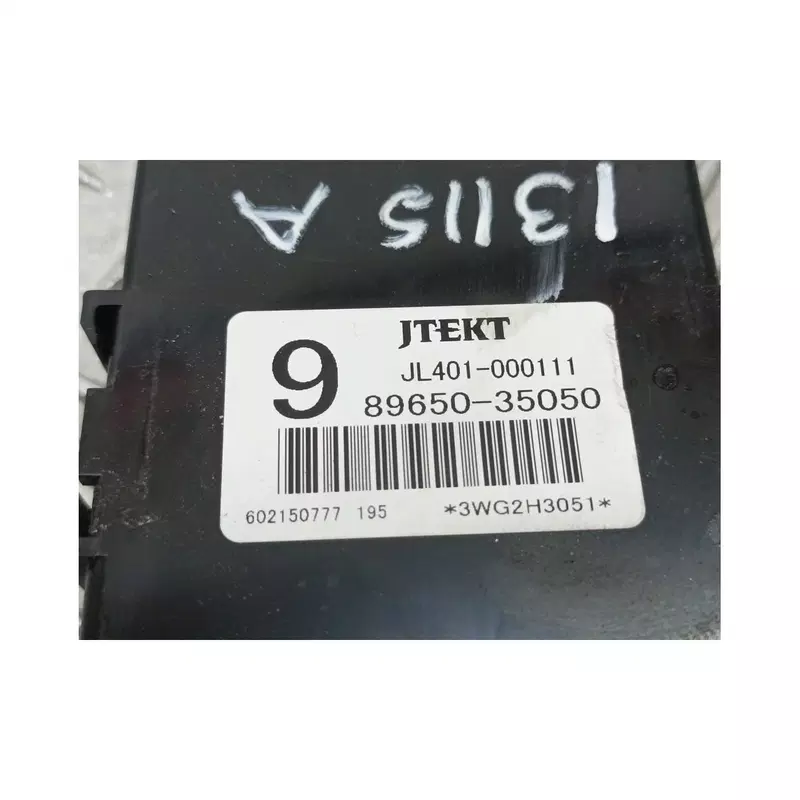 13115 A
JTEKT
9
JL401-000111
89650-35050
602150777 195 *3WG2H3051*